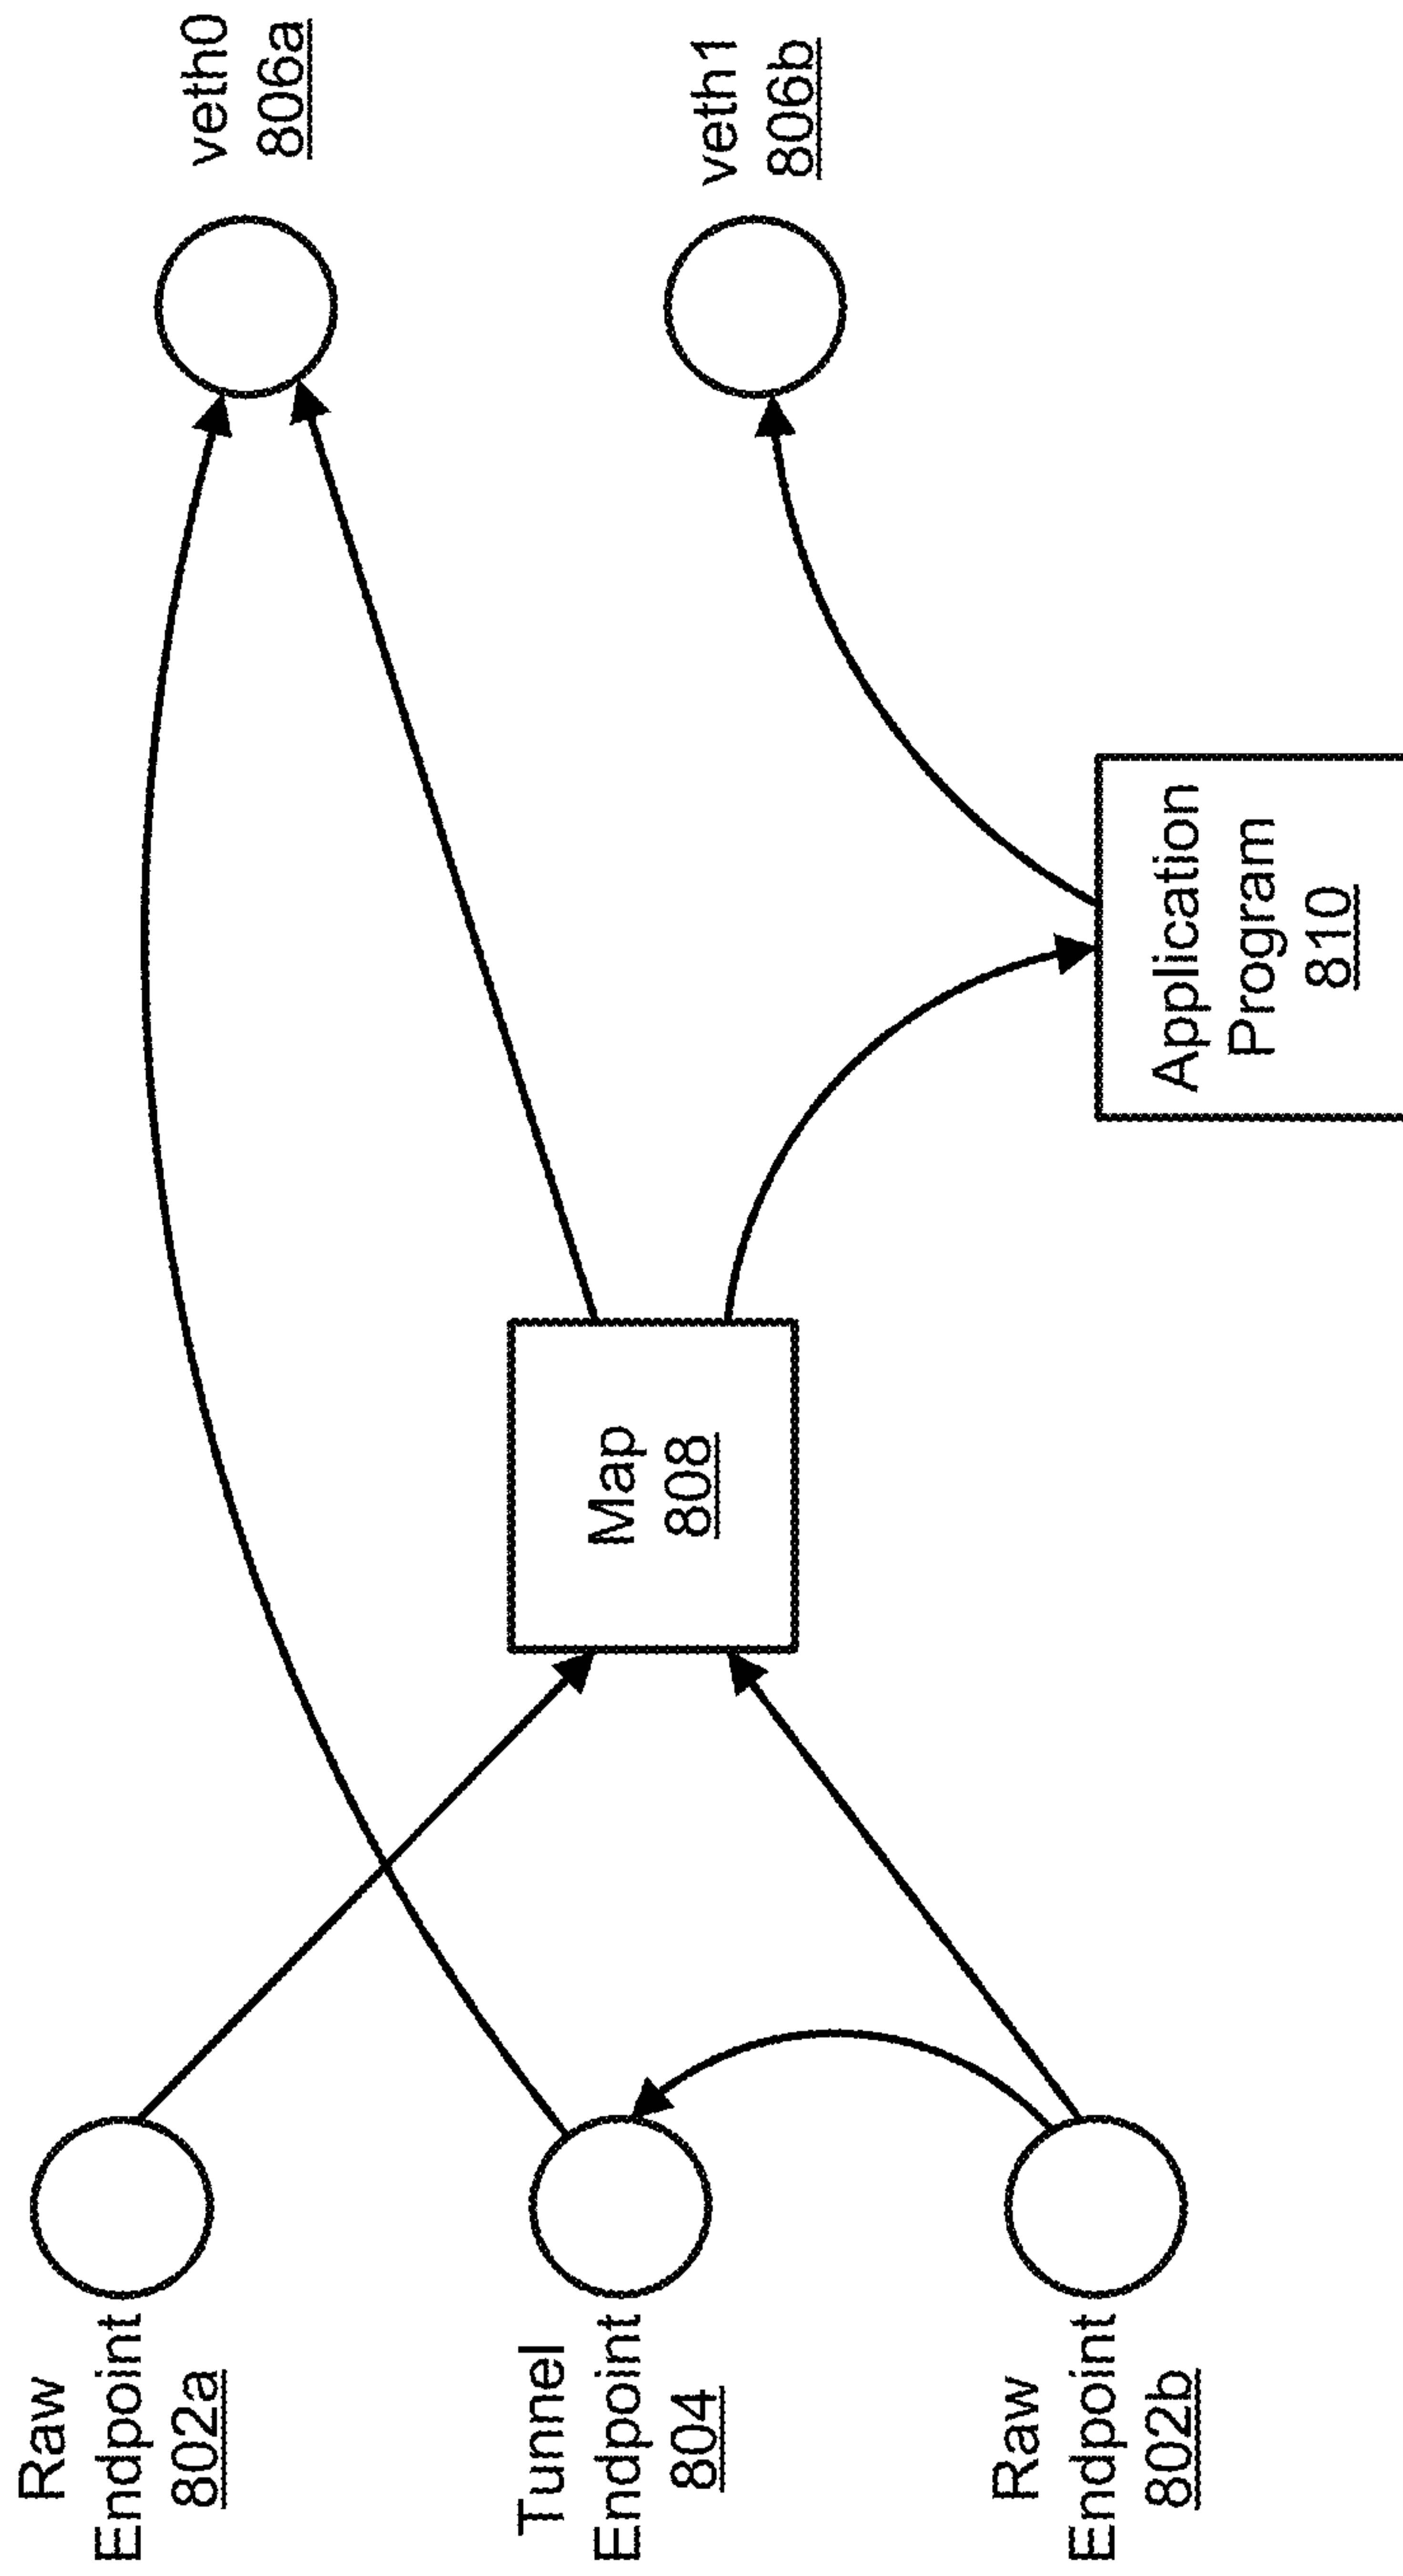 Raw
Endpoint
802a
Tunnel
Endpoint
804
Raw
Endpoint
802b
Map
808
Application
Program
810
veth0
806a
veth1
806b